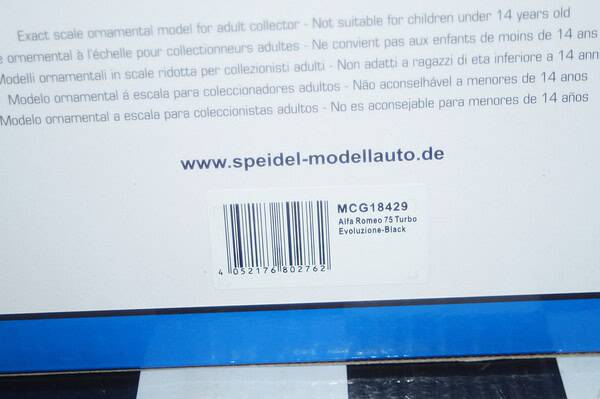 Exact scale ornamental model for adult collector - Not suitable for children under 14 years old
ornemental à l'échelle pour collectionneurs adultes - Ne convient pas aux enfants de moins de 14 ans
Modelli ornamentali in scale ridotta per collezionisti adulti - Non adatti a ragazzi di eta inferiore a 14 anni
Modelo ornamental á escala para coleccionadores adultos - Não aconselhável a menores de 14 anos
Modelo ornamental a escala para coleccionistas adultos - No es aconsejable para menores de 14 años
www.speidel-modellauto.de
MCG18429
Alfa Romeo 75 Turbo
Evoluzione-Black
4 052176 802762